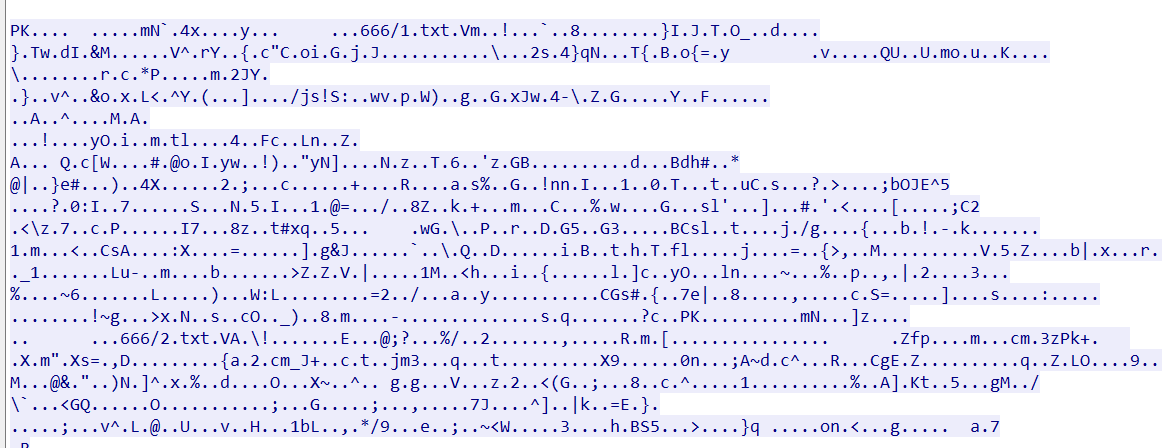 PK.... .....mN`.4x....y... ...666/1.txt.Vm..!...`..8........}I.J.T.O_..d....
}.Tw.dI.&M......V^.rY..{.c"C.oi.G.j.J...........\...2s.4}qN...T{.B.o{=.y .v.....QU..U.mo.u..K....
\........r.c.*P.....m.2JY.
.}..v^..&o.x.L<.^Y.(...]..../js!S:..wv.p.W)..g..G.xJw.4-\.Z.G.....Y..F......
..A..^....M.A.
...!....yO.i..m.tl....4..Fc..Ln..Z.
A... Q.c[W....#.@o.I.yw..!).."yN]....N.z..T.6..'z.GB..........d...Bdh#..*
@|..}e#...)..4X......2.;...c......+....R....a.s%..G..!nn.I...1..0.T...t..uC.s...?.>....;bOJE^5
....?.0:I..7......S...N.5.I...1.@=.../..8Z..k.+...m...C...%.w....G...sl'...]...#.'.<....[.....;C2
.<\z.7..c.P......I7...8z..t#xq..5... .wG.\..P..r..D.G5..G3.....BCsl..t....j./g....{...b.!.-.k.......
1.m...<..CsA....:X....=......].g&J......`..\.Q..D......i.B..t.h.T.fl.....j....=..{>,..M..........V.5.Z....b|.x...r.
._1.......Lu-..m....b.......>Z.Z.V.|.....1M..<h...i..{......l.]c..yO...ln....~...%..p..,.|.2....3...
%....~6.......L.....)...W:L.........=2../...a..y...........CGs#.{..7e|..8.....,.....c.S=.....]....s....:.....
........!~g...>x.N..s..cO.._)..8.m....-..............s.q.......?c..PK..........mN...]z....
.. ...666/2.txt.VA.\!.......E...@;?...%/..2.......,.....R.m.[................. .Zfp....m...cm.3zPk+.
.X.m".Xs=.,D.........{a.2.cm_J+..c.t..jm3...q...t..........X9......0n...;A~d.c^....R...CgE.Z..........q..Z.LO....9..
M...@&."..)N.]^.x.%..d....O...X~..^.. g.g...V...z.2..<(G..;...8..c.^.....1..........%..A].Kt..5...gM../
\`...<GQ......O...........;...G.....;...,.....7J....^]..|k..=E.}.
.....;...v^.L.@..U...v..H...1bL..,.*/9...e..;..~<W.....3....h.BS5...>....}q .....on.<...g..... a.7